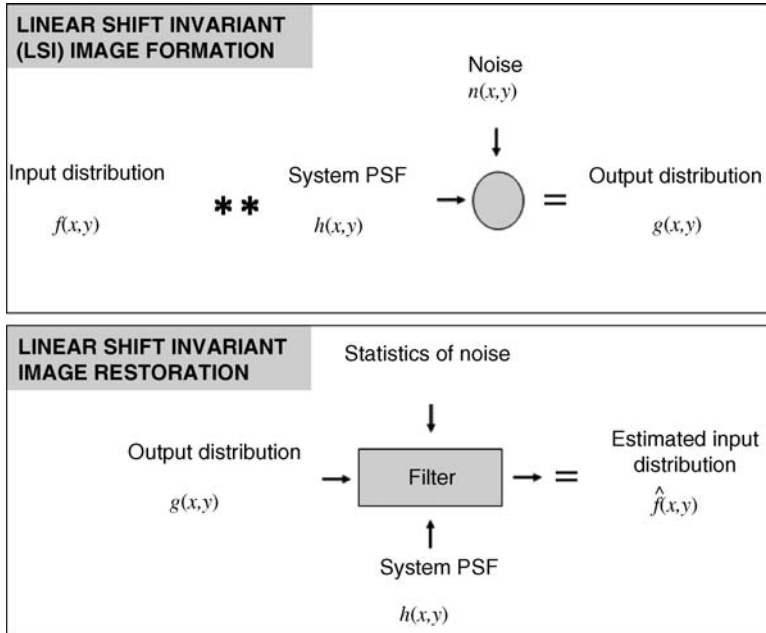 LINEAR SHIFT INVARIANT
(LSI) IMAGE FORMATION
Noise
n(x,y)
Input distribution
f(x,y)
**
System PSF
h(x,y)
=
Output distribution
g(x,y)
LINEAR SHIFT INVARIANT
IMAGE RESTORATION
Statistics of noise
Output distribution
g(x,y)
Filter
=
Estimated input
distribution
f̂(x,y)
System PSF
h(x,y)